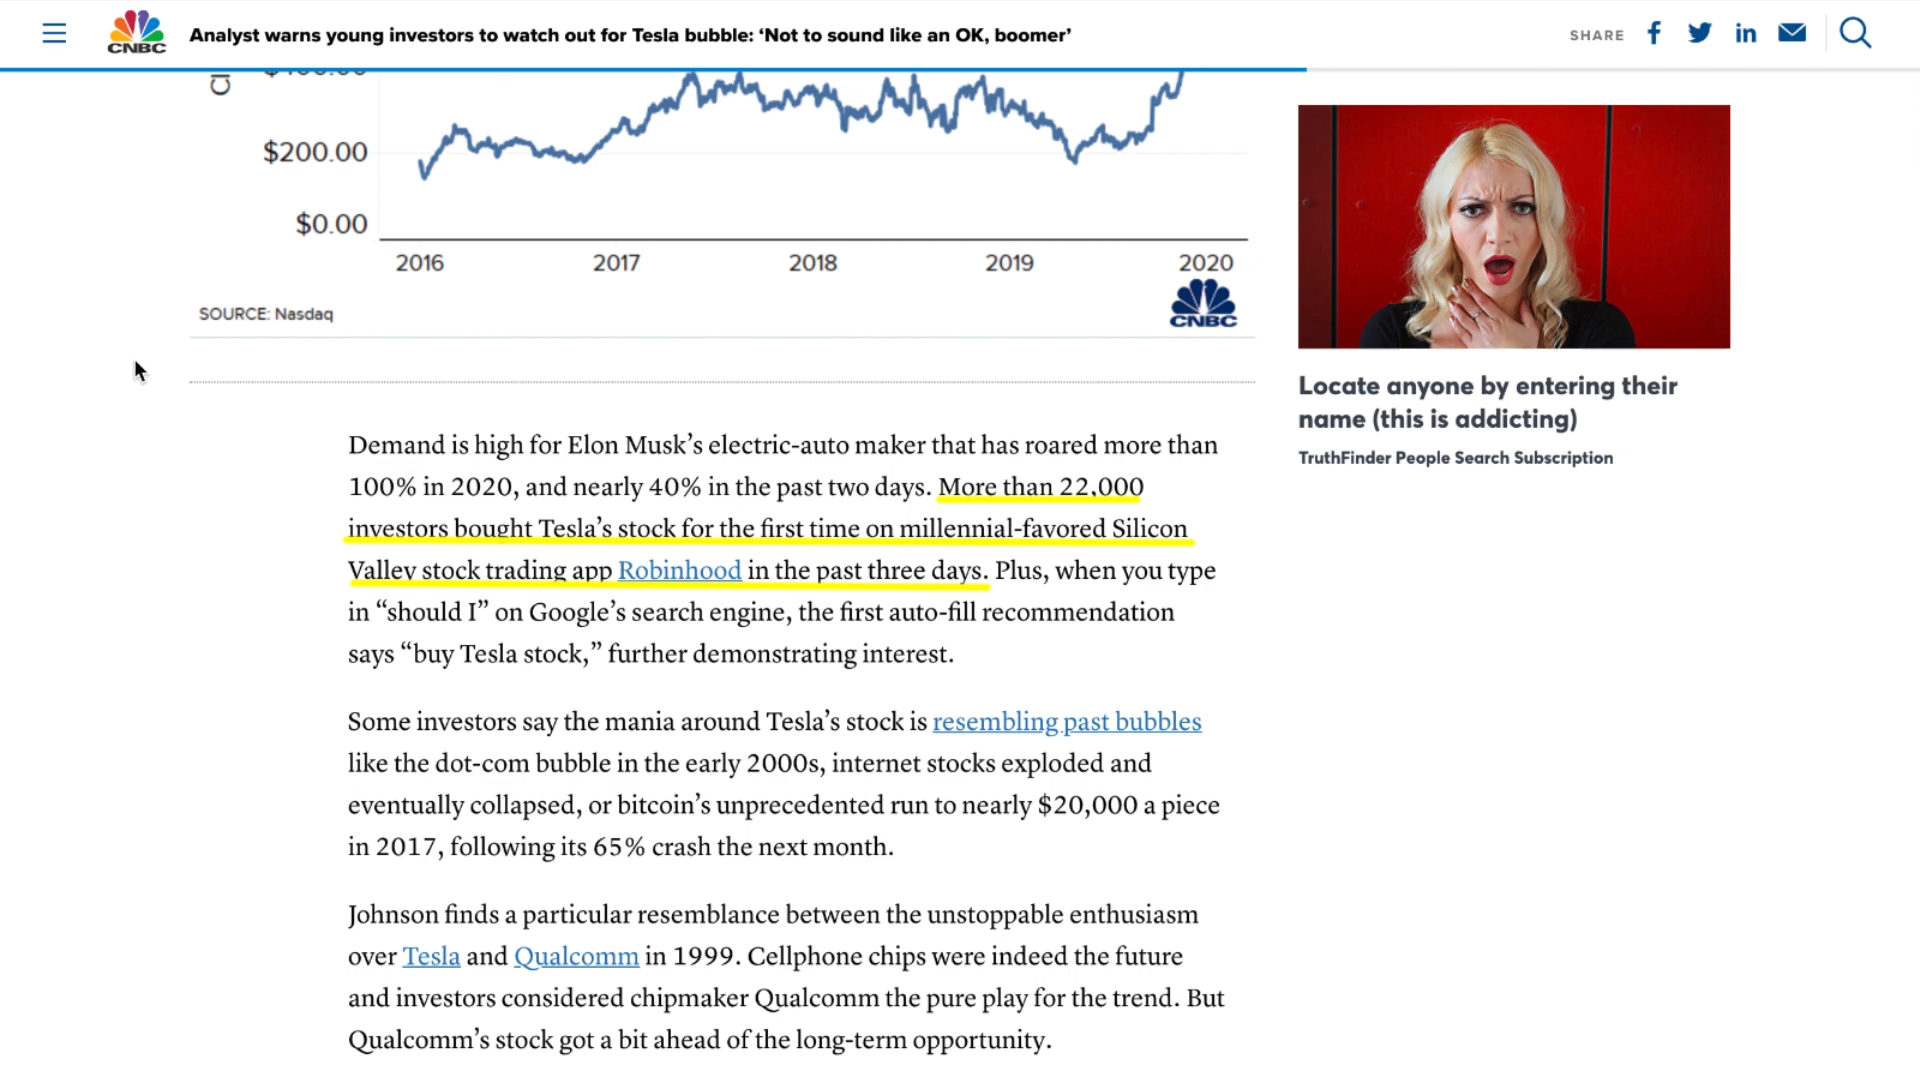 CNBC
Analyst warns young investors to watch out for Tesla bubble: ‘Not to sound like an OK, boomer’
SHARE
$200.00
$0.00
2016 2017 2018 2019 2020
SOURCE: Nasdaq
CNBC
Demand is high for Elon Musk’s electric-auto maker that has roared more than
100% in 2020, and nearly 40% in the past two days. More than 22,000
investors bought Tesla’s stock for the first time on millennial-favored Silicon
Valley stock trading app Robinhood in the past three days. Plus, when you type
in “should I” on Google’s search engine, the first auto-fill recommendation
says “buy Tesla stock,” further demonstrating interest.
Some investors say the mania around Tesla’s stock is resembling past bubbles
like the dot-com bubble in the early 2000s, internet stocks exploded and
eventually collapsed, or bitcoin’s unprecedented run to nearly $20,000 a piece
in 2017, following its 65% crash the next month.
Johnson finds a particular resemblance between the unstoppable enthusiasm
over Tesla and Qualcomm in 1999. Cellphone chips were indeed the future
and investors considered chipmaker Qualcomm the pure play for the trend. But
Qualcomm’s stock got a bit ahead of the long-term opportunity.
Locate anyone by entering their
name (this is addicting)
TruthFinder People Search Subscription